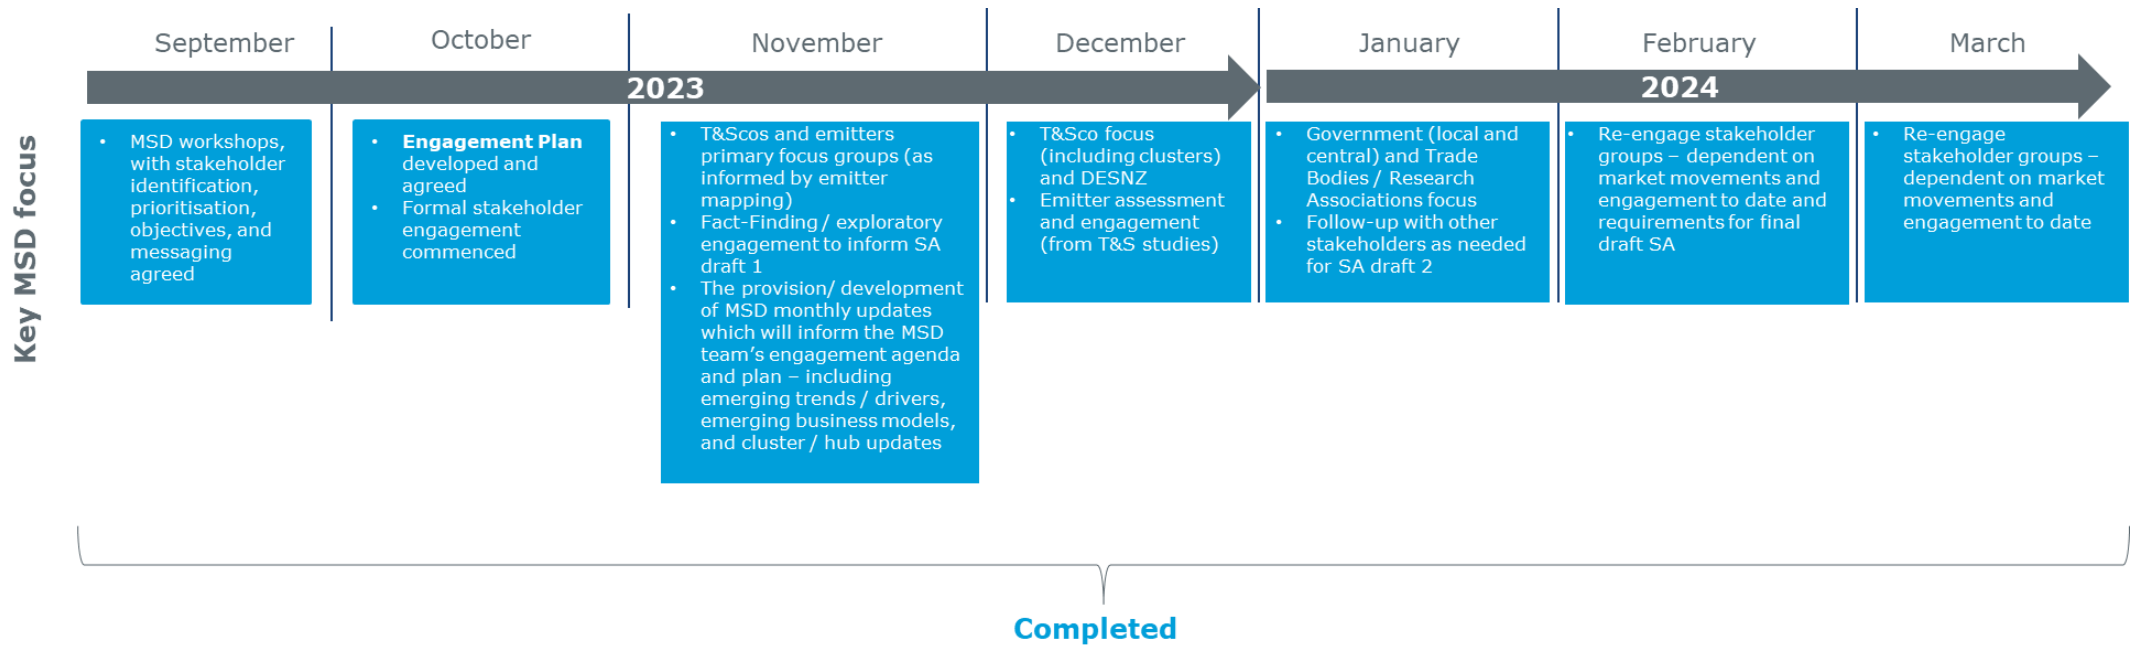 September
October
November
December
January
February
March
2023
2024
Key MSD focus
• MSD workshops,
with stakeholder
identification,
prioritisation,
objectives, and
messaging
agreed
• Engagement Plan
developed and
agreed
• Formal stakeholder
engagement
commenced
• T&Scos and emitters
primary focus groups (as
informed by emitter
mapping)
• Fact-Finding / exploratory
engagement to inform SA
draft 1
• The provision/ development
of MSD monthly updates
which will inform the MSD
team’s engagement agenda
and plan – including
emerging trends / drivers,
emerging business models,
and cluster / hub updates
• T&Sco focus
(including clusters)
and DESNZ
• Emitter assessment
and engagement
(from T&S studies)
• Government (local and
central) and Trade
Bodies / Research
Associations focus
• Follow-up with other
stakeholders as needed
for SA draft 2
• Re-engage stakeholder
groups – dependent on
market movements and
engagement to date and
requirements for final
draft SA
• Re-engage
stakeholder groups –
dependent on market
movements and
engagement to date
Completed